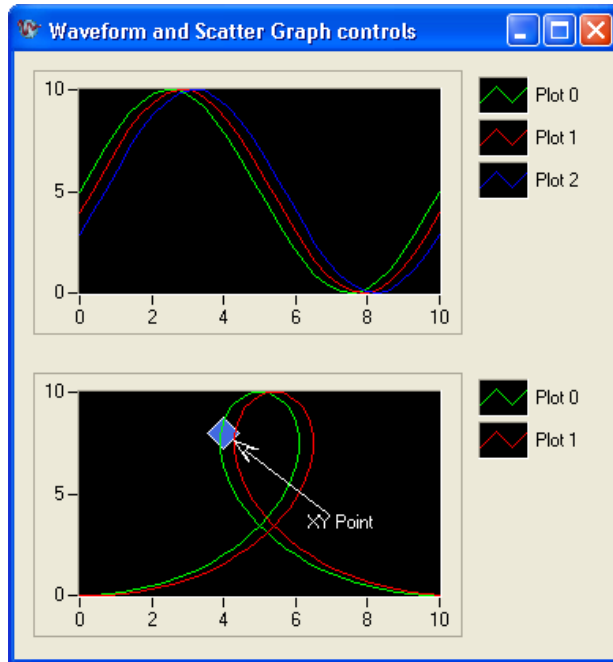 Waveform and Scatter Graph controls
10
5
0
0 2 4 6 8 10
Plot 0
Plot 1
Plot 2
10
5
0
0 2 4 6 8 10
XY Point
Plot 0
Plot 1